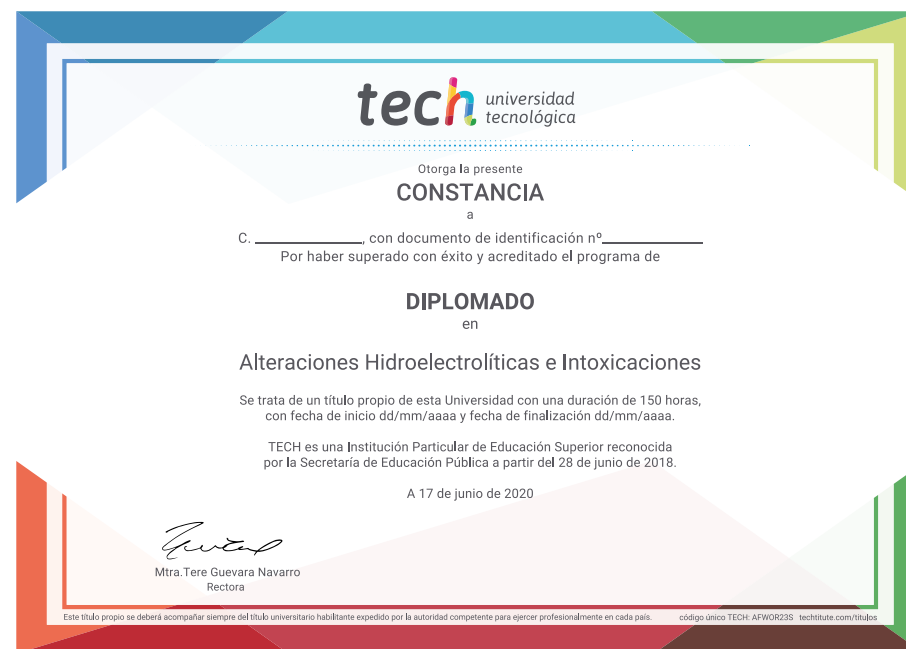 tech universidad
tecnológica
Otorga la presente
CONSTANCIA
a
C. ____________, con documento de identificación nº____________
Por haber superado con éxito y acreditado el programa de
DIPLOMADO
en
Alteraciones Hidroelectrolíticas e Intoxicaciones
Se trata de un título propio de esta Universidad con una duración de 150 horas,
con fecha de inicio dd/mm/aaaa y fecha de finalización dd/mm/aaaa.
TECH es una Institución Particular de Educación Superior reconocida
por la Secretaría de Educación Pública a partir del 28 de junio de 2018.
A 17 de junio de 2020
Mtra.Tere Guevara Navarro
Rectora
Este título propio se deberá acompañar siempre del título universitario habilitante expedido por la autoridad competente para ejercer profesionalmente en cada país. código único TECH: AFWOR23S techtitute.com/titulos